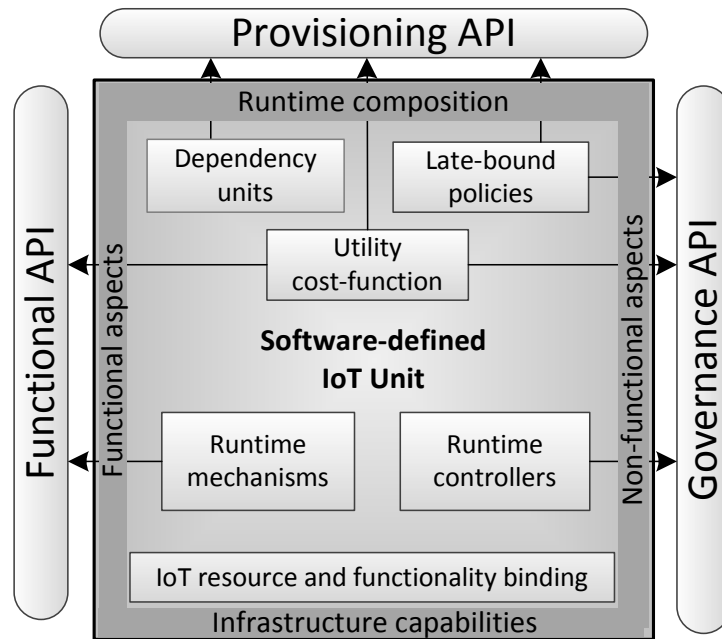 Provisioning API
Runtime composition
Dependency
units
Late-bound
policies
Utility
cost-function
Functional API
Functional aspects
Software-defined
IoT Unit
Non-functional aspects
Governance API
Runtime
mechanisms
Runtime
controllers
IoT resource and functionality binding
Infrastructure capabilities